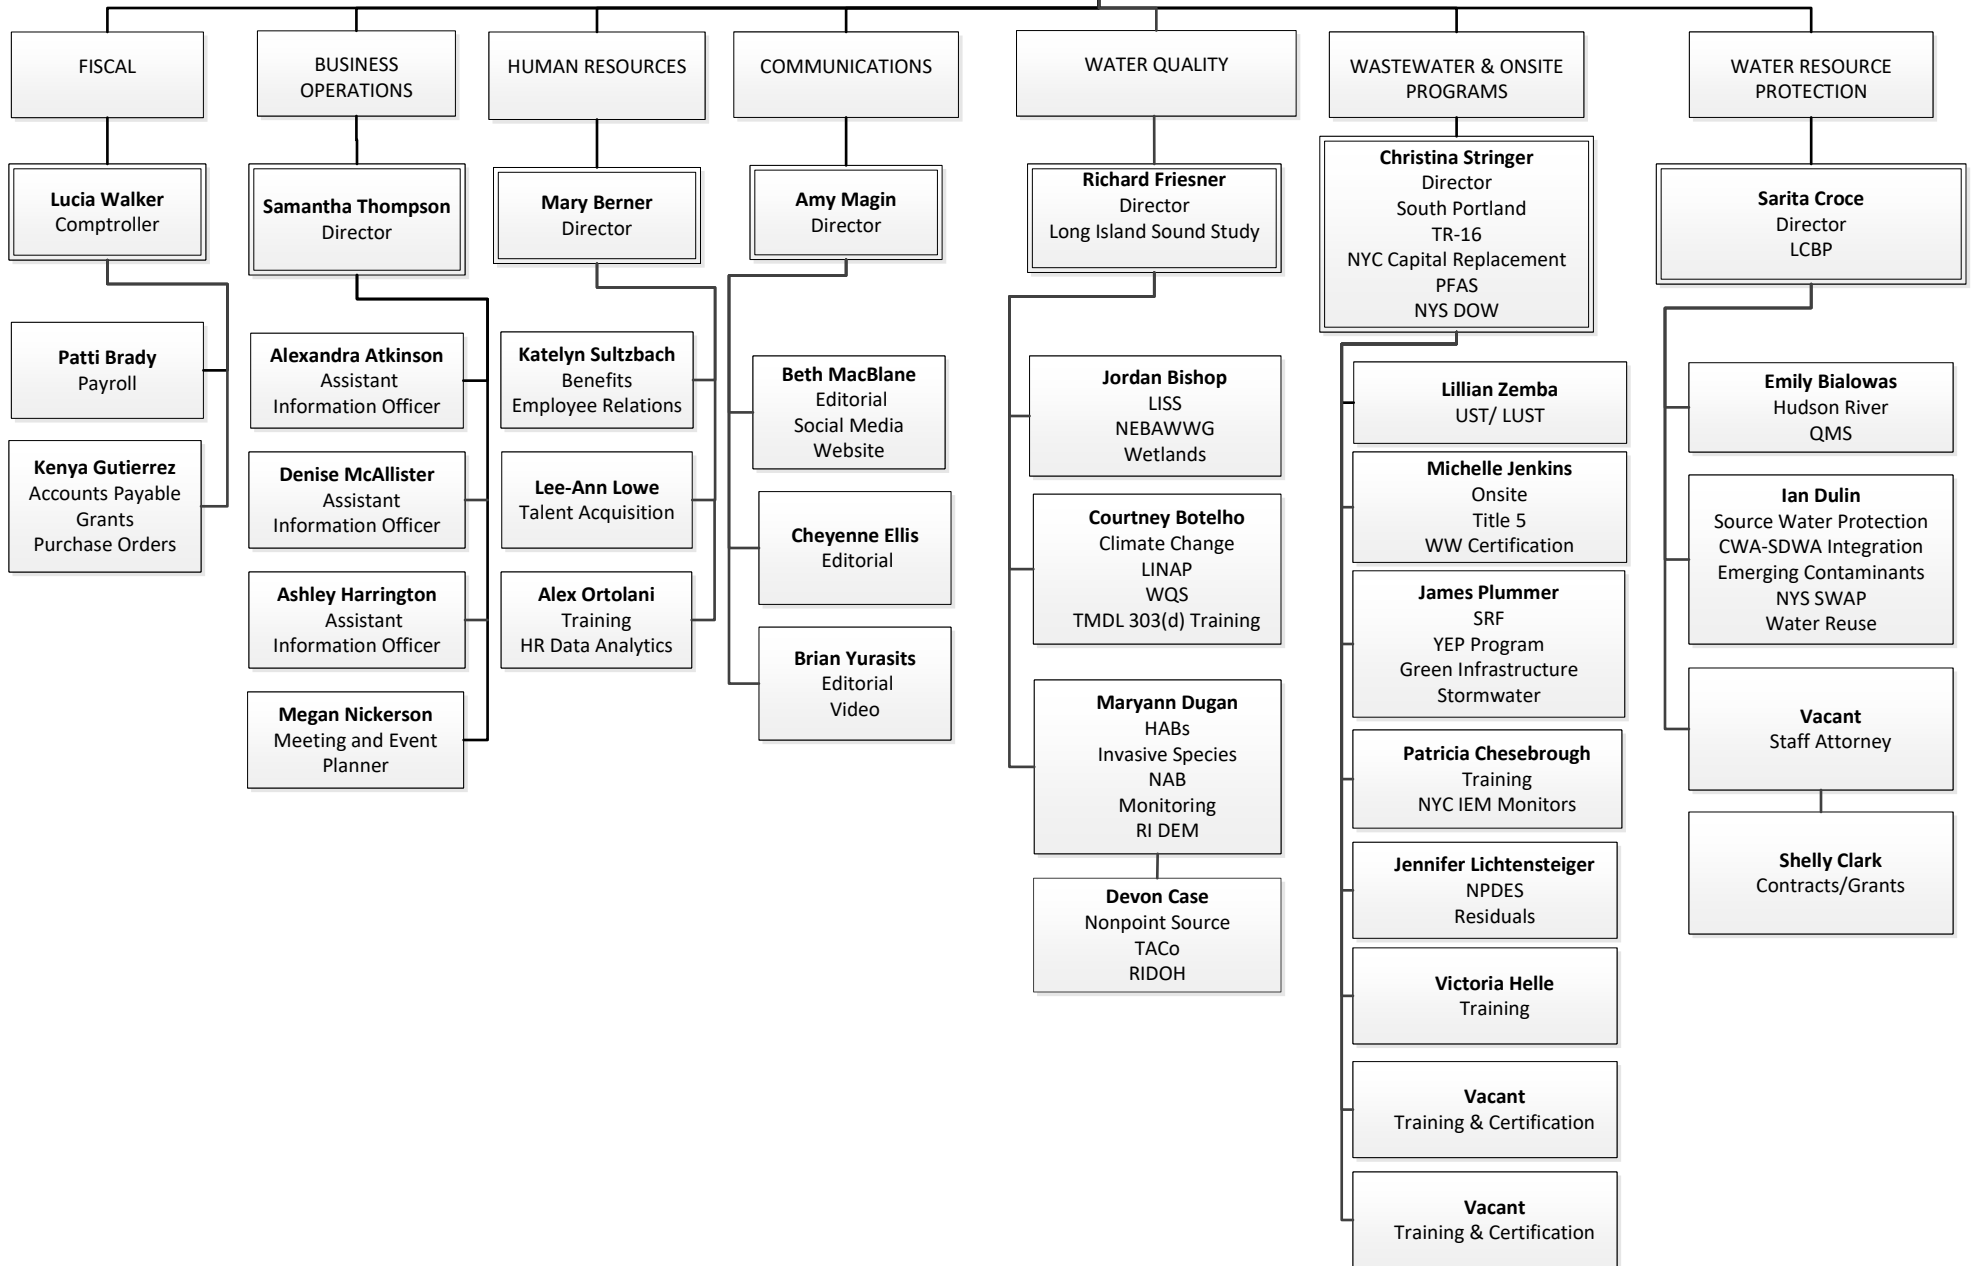 FISCAL
Lucia Walker
Comptroller
Patti Brady
Payroll
Kenya Gutierrez
Accounts Payable
Grants
Purchase Orders
BUSINESS
OPERATIONS
Samantha Thompson
Director
Alexandra Atkinson
Assistant
Information Officer
Denise McAllister
Assistant
Information Officer
Ashley Harrington
Assistant
Information Officer
Megan Nickerson
Meeting and Event
Planner
HUMAN RESOURCES
Mary Berner
Director
Katelyn Sultzbach
Benefits
Employee Relations
Lee-Ann Lowe
Talent Acquisition
Alex Ortolani
Training
HR Data Analytics
COMMUNICATIONS
Amy Magin
Director
Beth MacBlane
Editorial
Social Media
Website
Cheyenne Ellis
Editorial
Brian Yurasits
Editorial
Video
WATER QUALITY
Richard Friesner
Director
Long Island Sound Study
Jordan Bishop
LISS
NEBAWWG
Wetlands
Courtney Botelho
Climate Change
LINAP
WQS
TMDL 303(d) Training
Maryann Dugan
HABs
Invasive Species
NAB
Monitoring
RI DEM
Devon Case
Nonpoint Source
TACo
RIDOH
WASTEWATER & ONSITE
PROGRAMS
Christina Stringer
Director
South Portland
TR-16
NYC Capital Replacement
PFAS
NYS DOW
Lillian Zemba
UST/ LUST
Michelle Jenkins
Onsite
Title 5
WW Certification
James Plummer
SRF
YEP Program
Green Infrastructure
Stormwater
Patricia Chesebrough
Training
NYC IEM Monitors
Jennifer Lichtensteiger
NPDES
Residuals
Victoria Helle
Training
Vacant
Training & Certification
Vacant
Training & Certification
WATER RESOURCE
PROTECTION
Sarita Croce
Director
LCBP
Emily Bialowas
Hudson River
QMS
Ian Dulin
Source Water Protection
CWA-SDWA Integration
Emerging Contaminants
NYS SWAP
Water Reuse
Vacant
Staff Attorney
Shelly Clark
Contracts/Grants